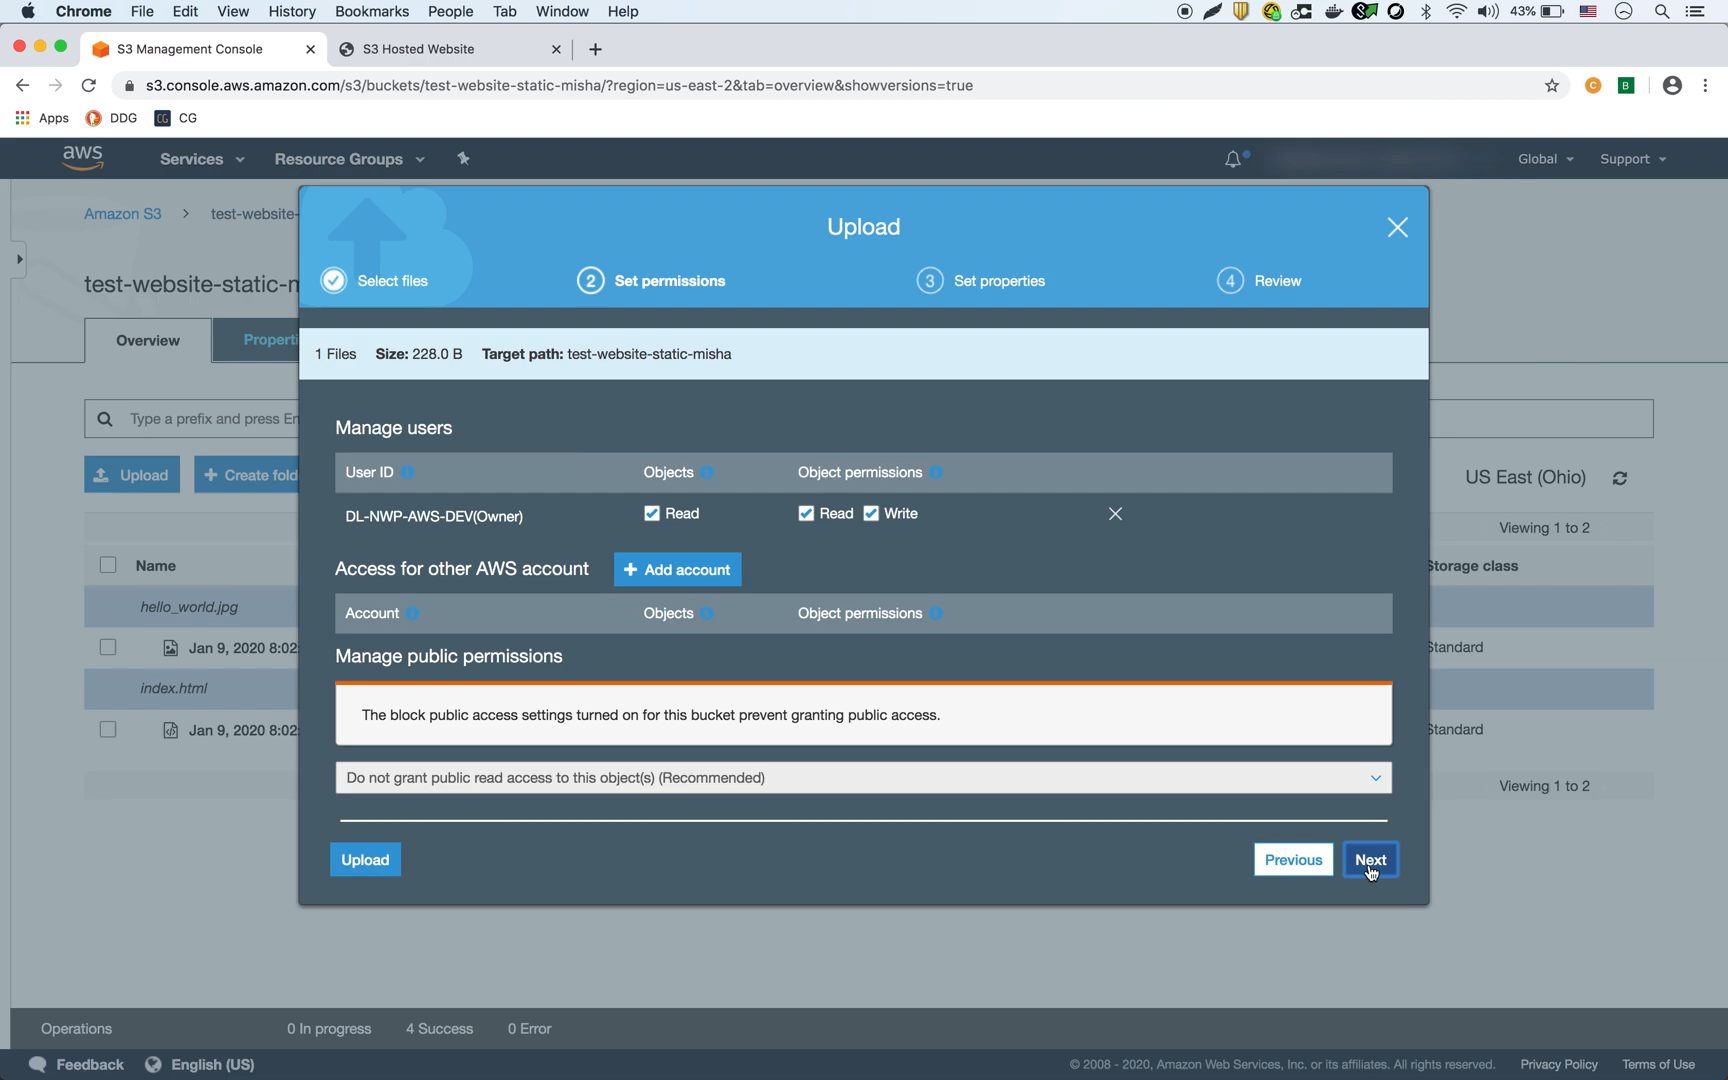 Chrome File Edit View History Bookmarks People Tab Window Help 43%
S3 Management Console S3 Hosted Website
s3.console.aws.amazon.com/s3/buckets/test-website-static-misha/?region=us-east-2&tab=overview&showversions=true
Apps DDG CG CG
aws Services Resource Groups Global Support
Amazon S3 > test-website-
Upload
Select files 2 Set permissions 3 Set properties 4 Review
test-website-static-m
Overview Properti
1 Files Size: 228.0 B Target path: test-website-static-misha
Type a prefix and press En
Manage users
User ID Objects Object permissions
Upload + Create fold US East (Ohio)
DL-NWP-AWS-DEV(Owner) Read Read Write
Viewing 1 to 2
Name Storage class
Access for other AWS account + Add account
hello_world.jpg
Account Objects Object permissions
Jan 9, 2020 8:02: Standard
Manage public permissions
index.html
The block public access settings turned on for this bucket prevent granting public access.
Jan 9, 2020 8:02: Standard
Do not grant public read access to this object(s) (Recommended)
Viewing 1 to 2
Upload Previous Next
Operations 0 In progress 4 Success 0 Error
Feedback English (US) © 2008 - 2020, Amazon Web Services, Inc. or its affiliates. All rights reserved. Privacy Policy Terms of Use